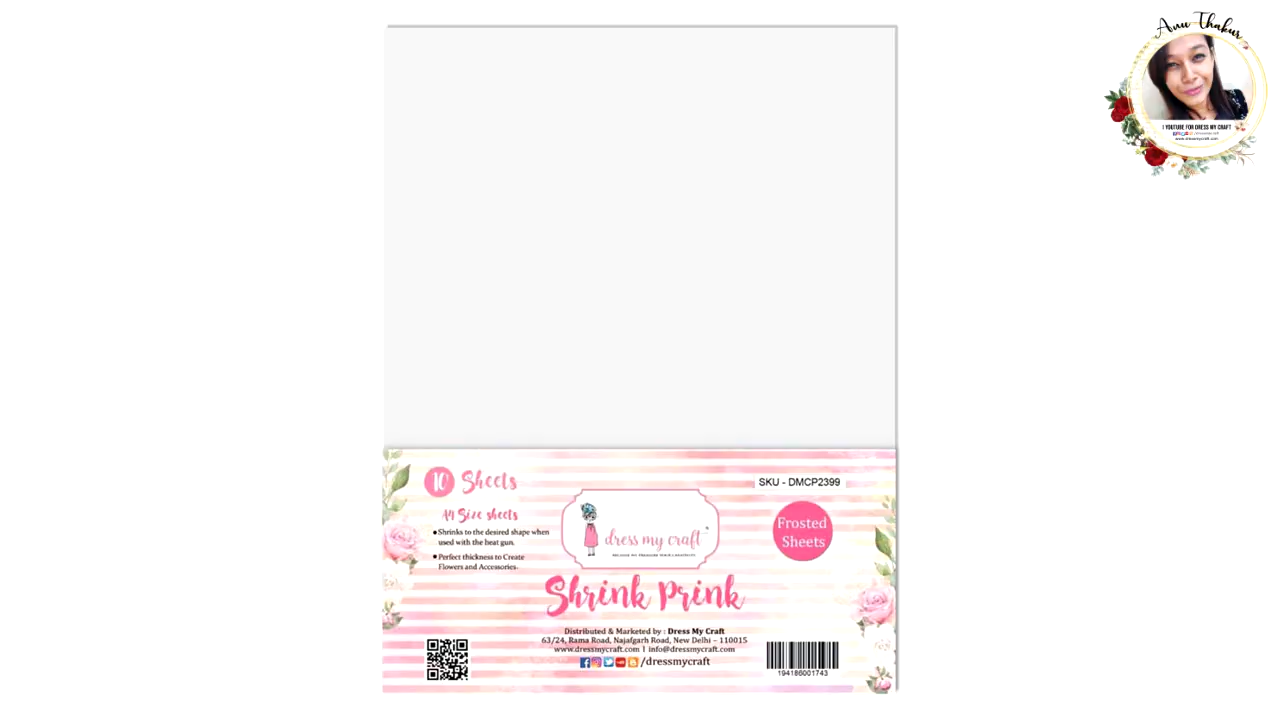 Anu Thakur
I YOUTUBE FOR DRESS MY CRAFT
www.dressmycraft.com
10 Sheets
A4 Size sheets
● Shrinks to the desired shape when
used with the heat gun.
● Perfect thickness to Create
Flowers and Accessories.
dress my craft
SKU - DMCP2399
Frosted
Sheets
Shrink Prink
Distributed & Marketed by : Dress My Craft
63/24, Rama Road, Najafgarh Road, New Delhi – 110015
www.dressmycraft.com | info@dressmycraft.com
/dressmycraft
194186001743